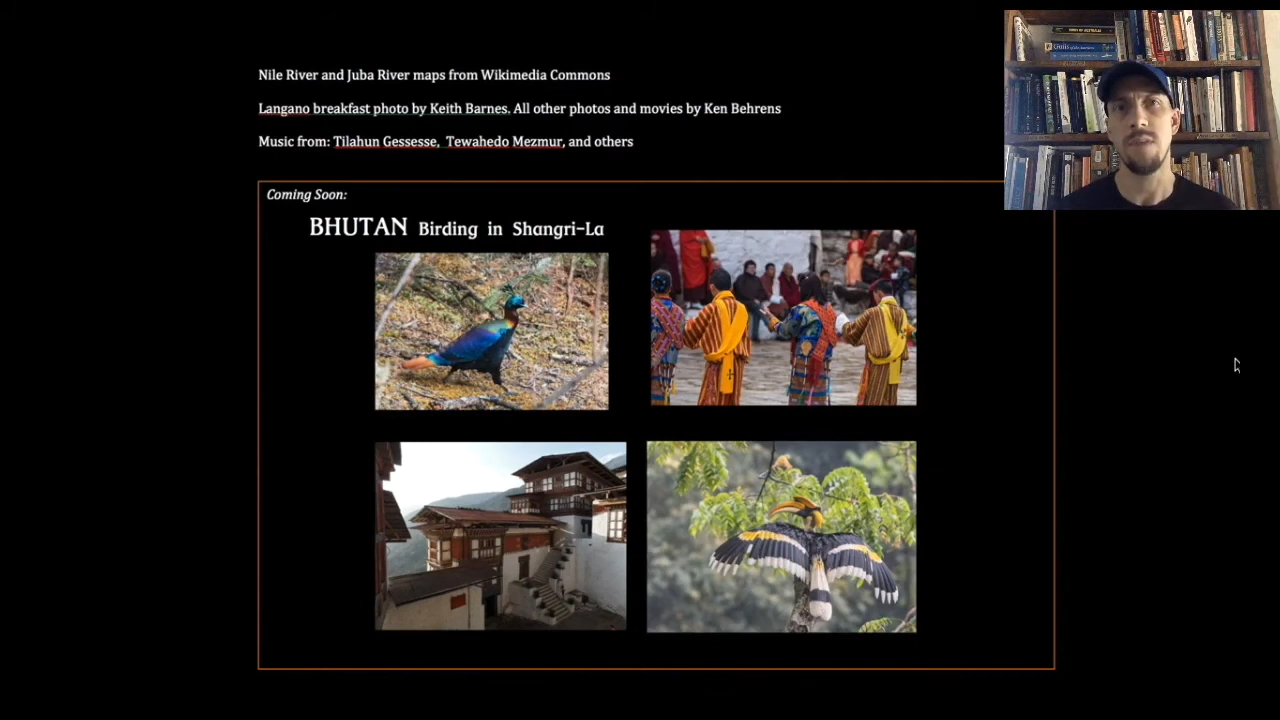 Nile River and Juba River maps from Wikimedia Commons
Langano breakfast photo by Keith Barnes. All other photos and movies by Ken Behrens
Music from: Tilahun Gessesse,  Tewahedo Mezmur, and others
Coming Soon:
BHUTAN Birding in Shangri-La